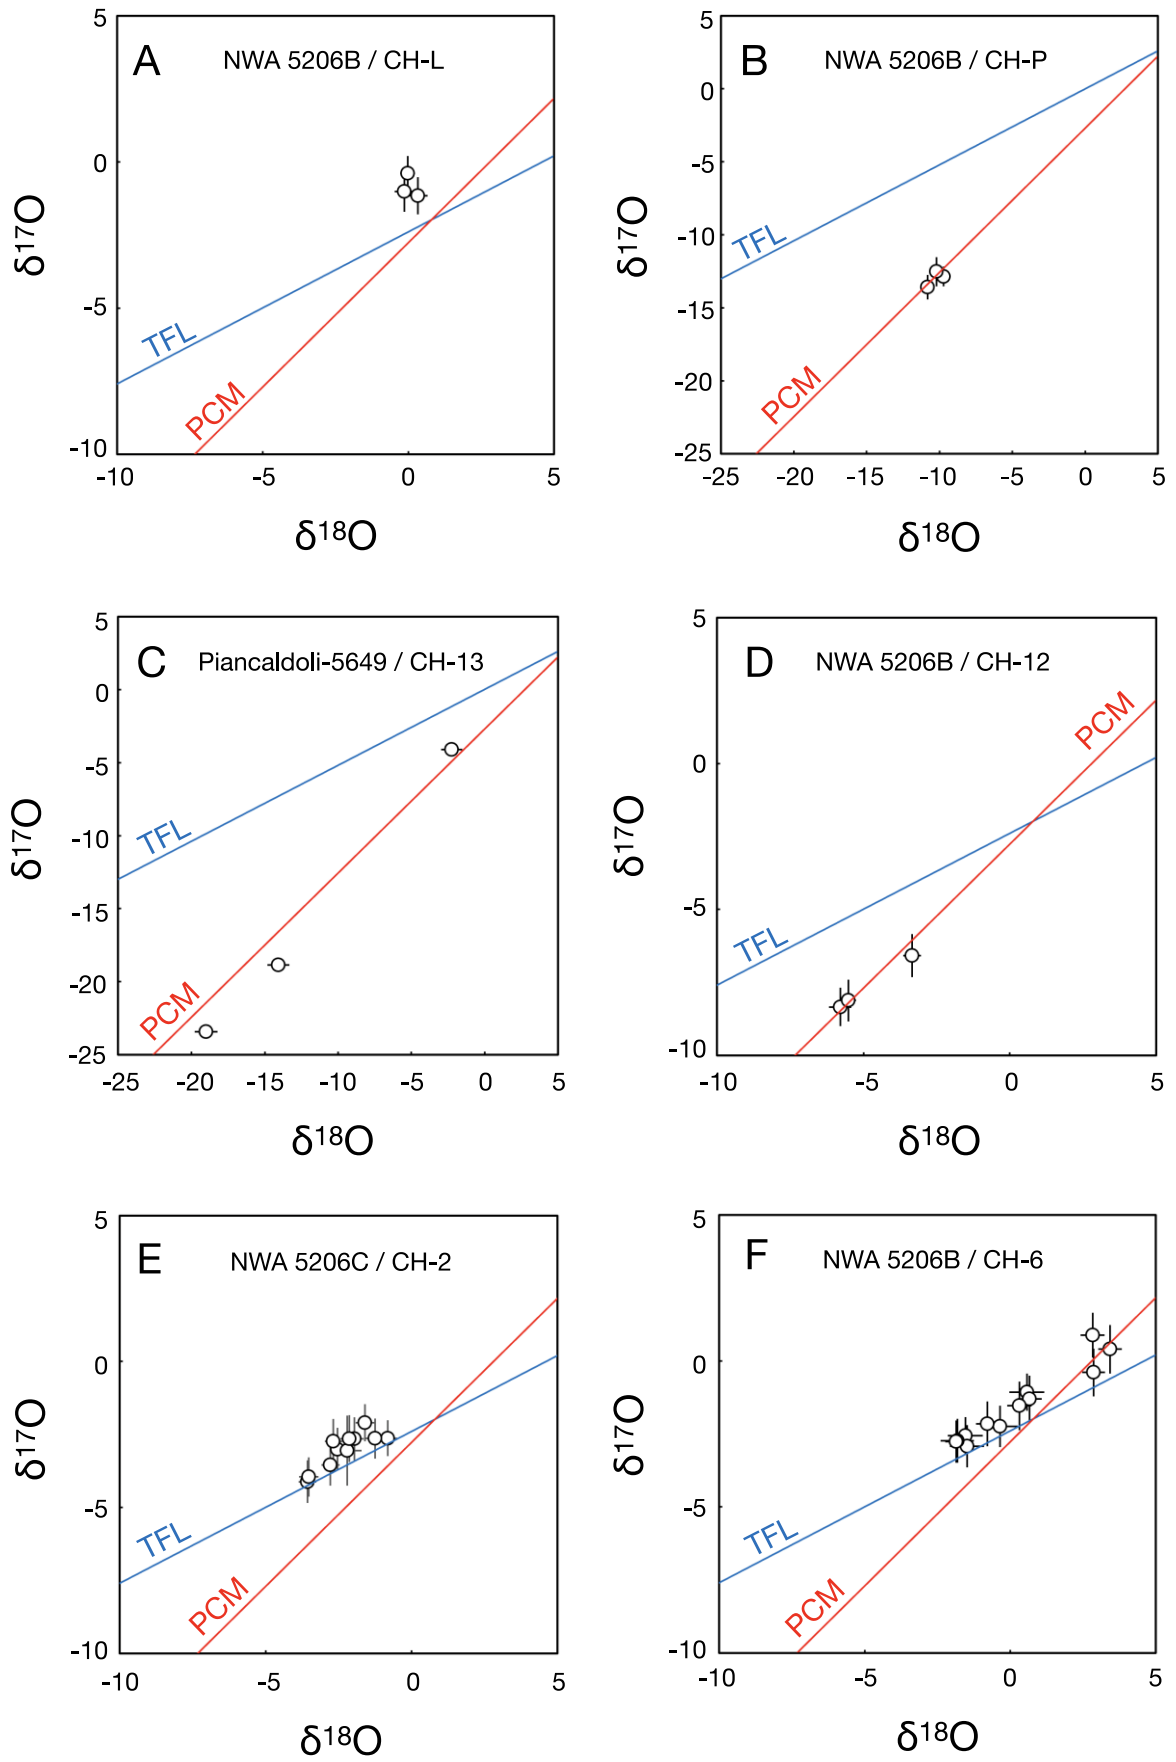 A NWA 5206B / CH-L
5
0
-5
-10
δ¹⁷O
TFL
PCM
-10 -5 0 5
δ¹⁸O
B NWA 5206B / CH-P
5
0
-5
-10
-15
-20
-25
δ¹⁷O
TFL
PCM
-25 -20 -15 -10 -5 0 5
δ¹⁸O
C Piancaldoli-5649 / CH-13
5
0
-5
-10
-15
-20
-25
δ¹⁷O
TFL
PCM
-25 -20 -15 -10 -5 0 5
δ¹⁸O
D NWA 5206B / CH-12
5
0
-5
-10
δ¹⁷O
PCM
TFL
-10 -5 0 5
δ¹⁸O
E NWA 5206C / CH-2
5
0
-5
-10
δ¹⁷O
TFL
PCM
-10 -5 0 5
δ¹⁸O
F NWA 5206B / CH-6
5
0
-5
-10
δ¹⁷O
TFL
PCM
-10 -5 0 5
δ¹⁸O